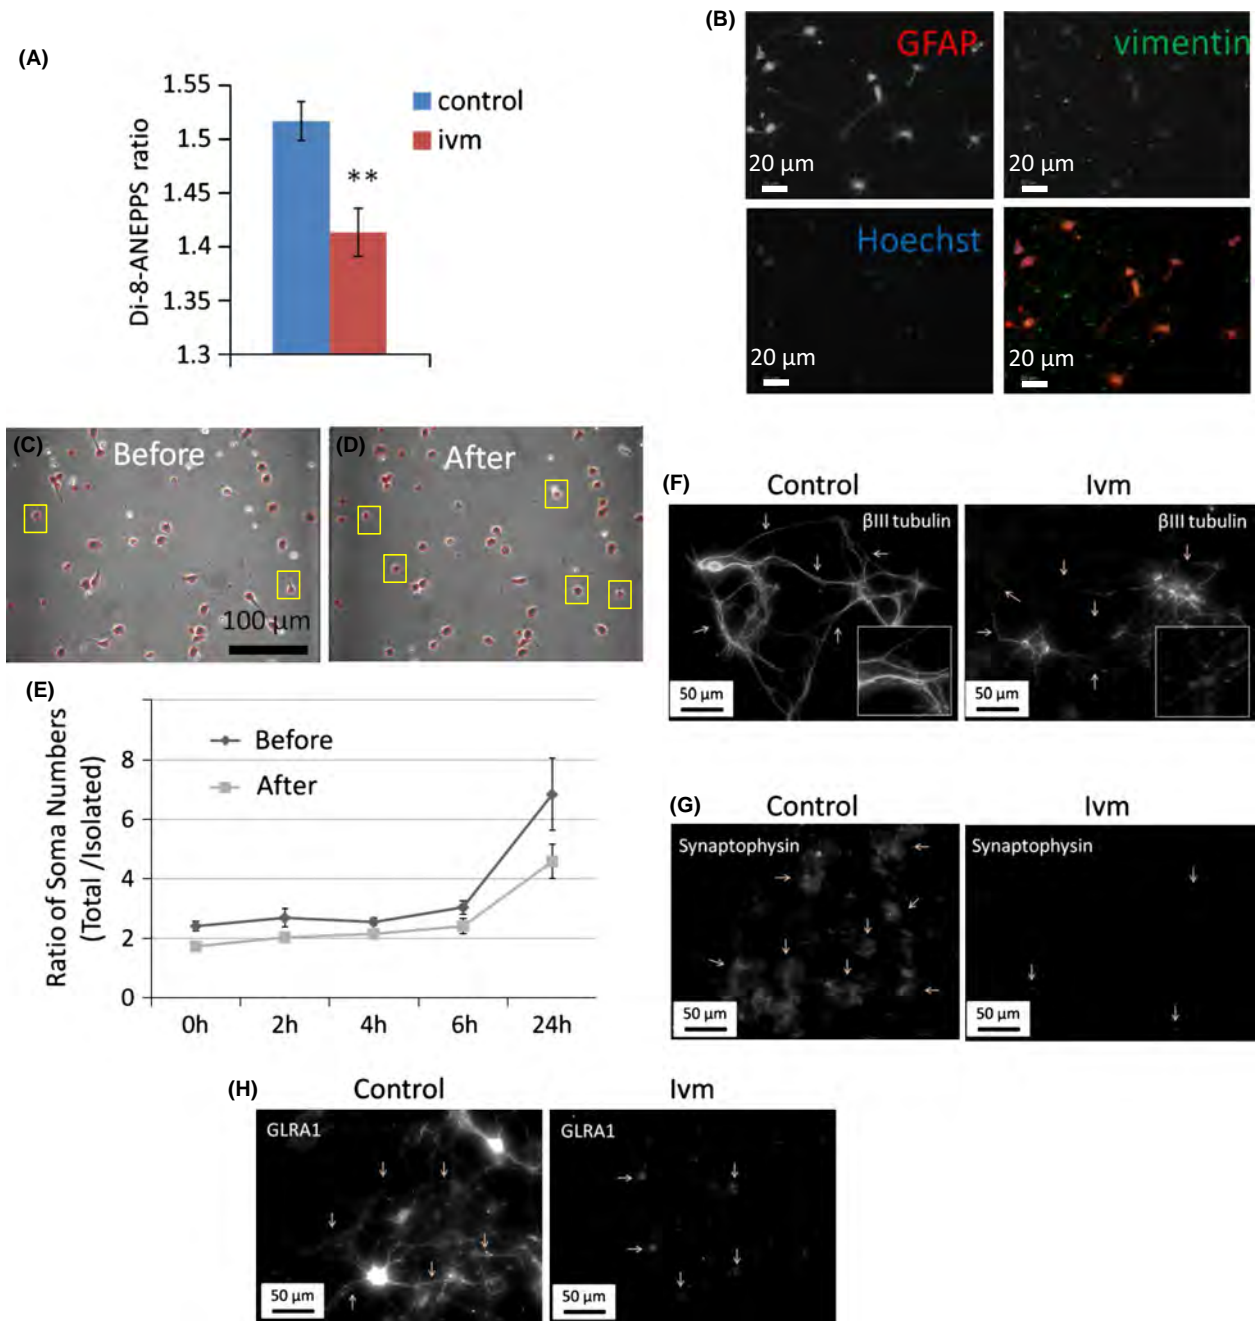 (A)
Di-8-ANEPPS ratio
1.55
1.5
1.45
1.4
1.35
1.3
control
ivm
**
(B)
GFAP
20 µm
vimentin
20 µm
Hoechst
20 µm
20 µm
(C)
Before
100 µm
(D)
After
(E)
Ratio of Soma Numbers
(Total /Isolated)
8
6
4
2
0
Before
After
0h 2h 4h 6h 24h
(F)
Control
βIII tubulin
50 µm
Ivm
βIII tubulin
50 µm
(G)
Control
Synaptophysin
50 µm
Ivm
Synaptophysin
50 µm
(H)
Control
GLRA1
50 µm
Ivm
GLRA1
50 µm